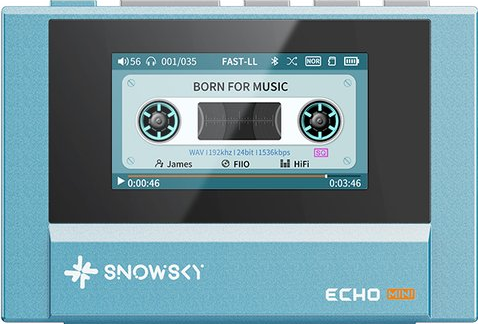 56 001/035 FAST-LL NOR
BORN FOR MUSIC
WAV | 192khz | 24bit | 1536kbps SQ
James FIIO HiFi
0:00:46 0:03:46
SNOWSKY
ECHO MINI